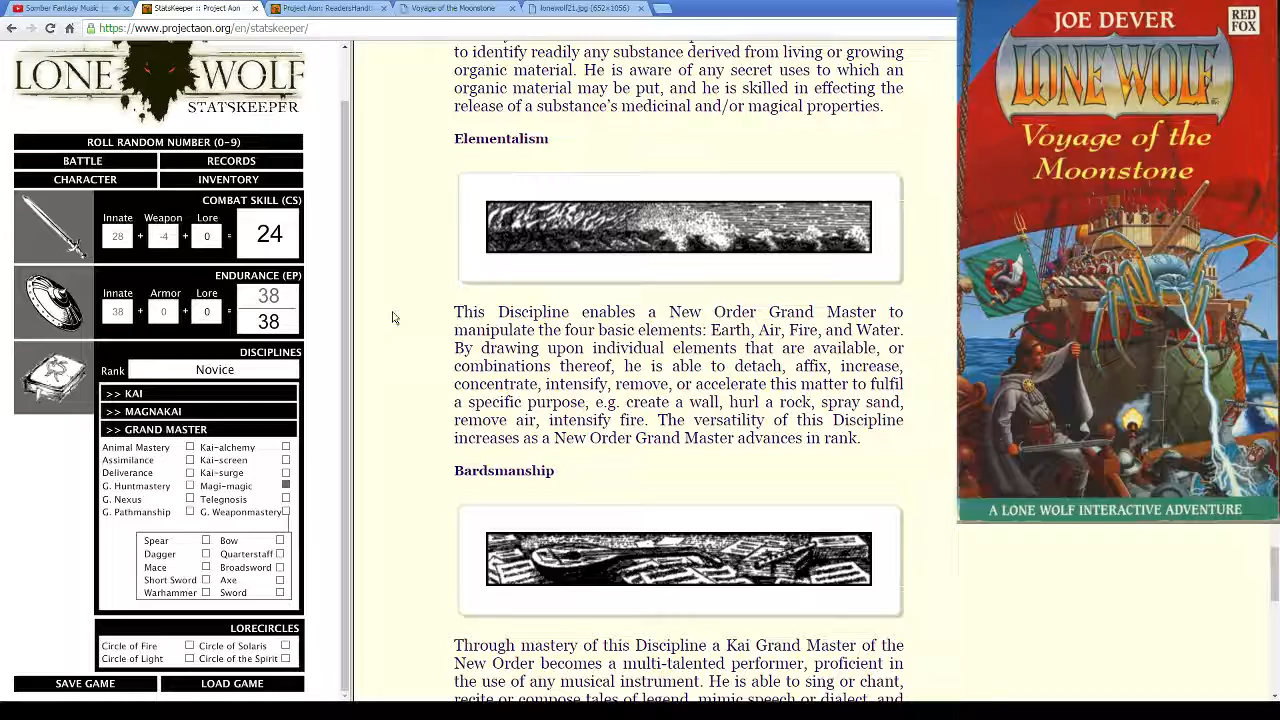 Somber Fantasy Music
StatsKeeper :: Project Aon
Project Aon: ReadersHandb
Voyage of the Moonstone
lonewolf21.jpg (652×1056)
https://www.projectaon.org/en/statskeeper/
LONE WOLF
STATSKEEPER
ROLL RANDOM NUMBER (0-9)
BATTLE RECORDS
CHARACTER INVENTORY
COMBAT SKILL (CS)
Innate Weapon Lore
28 + -4 + 0 = 24
ENDURANCE (EP)
Innate Armor Lore
38
38 + 0 + 0 = 38
DISCIPLINES
Rank Novice
>> KAI
>> MAGNAKAI
>> GRAND MASTER
Animal Mastery Kai-alchemy
Assimilance Kai-screen
Deliverance Kai-surge
G. Huntmastery Magi-magic
G. Nexus Telegnosis
G. Pathmanship G. Weaponmastery
Spear Bow
Dagger Quarterstaff
Mace Broadsword
Short Sword Axe
Warhammer Sword
LORECIRCLES
Circle of Fire Circle of Solaris
Circle of Light Circle of the Spirit
SAVE GAME LOAD GAME
to identify readily any substance derived from living or growing
organic material. He is aware of any secret uses to which an
organic material may be put, and he is skilled in effecting the
release of a substance's medicinal and/or magical properties.
Elementalism
This Discipline enables a New Order Grand Master to
manipulate the four basic elements: Earth, Air, Fire, and Water.
By drawing upon individual elements that are available, or
combinations thereof, he is able to detach, affix, increase,
concentrate, intensify, remove, or accelerate this matter to fulfil
a specific purpose, e.g. create a wall, hurl a rock, spray sand,
remove air, intensify fire. The versatility of this Discipline
increases as a New Order Grand Master advances in rank.
Bardsmanship
Through mastery of this Discipline a Kai Grand Master of the
New Order becomes a multi-talented performer, proficient in
the use of any musical instrument. He is able to sing or chant,
recite or compose tales of legend, mimic speech or dialect, and
JOE DEVER
RED
FOX
LONE WOLF
Voyage of the
Moonstone
A LONE WOLF INTERACTIVE ADVENTURE